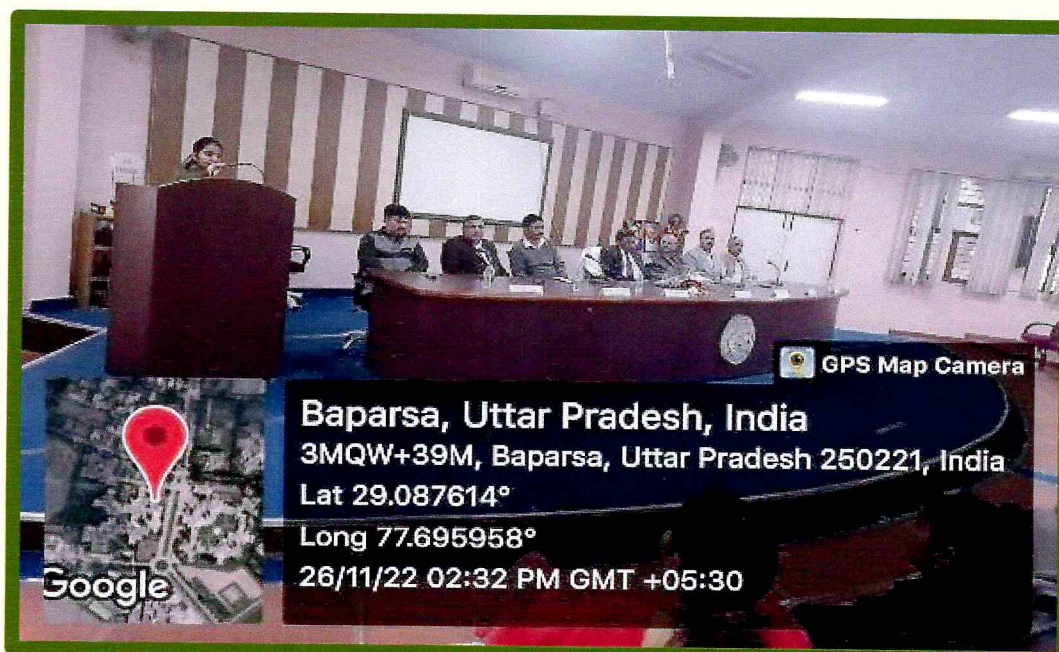 GPS Map Camera
Baparsa, Uttar Pradesh, India
3MQW+39M, Baparsa, Uttar Pradesh 250221, India
Lat 29.087614°
Long 77.695958°
26/11/22 02:32 PM GMT +05:30
Google